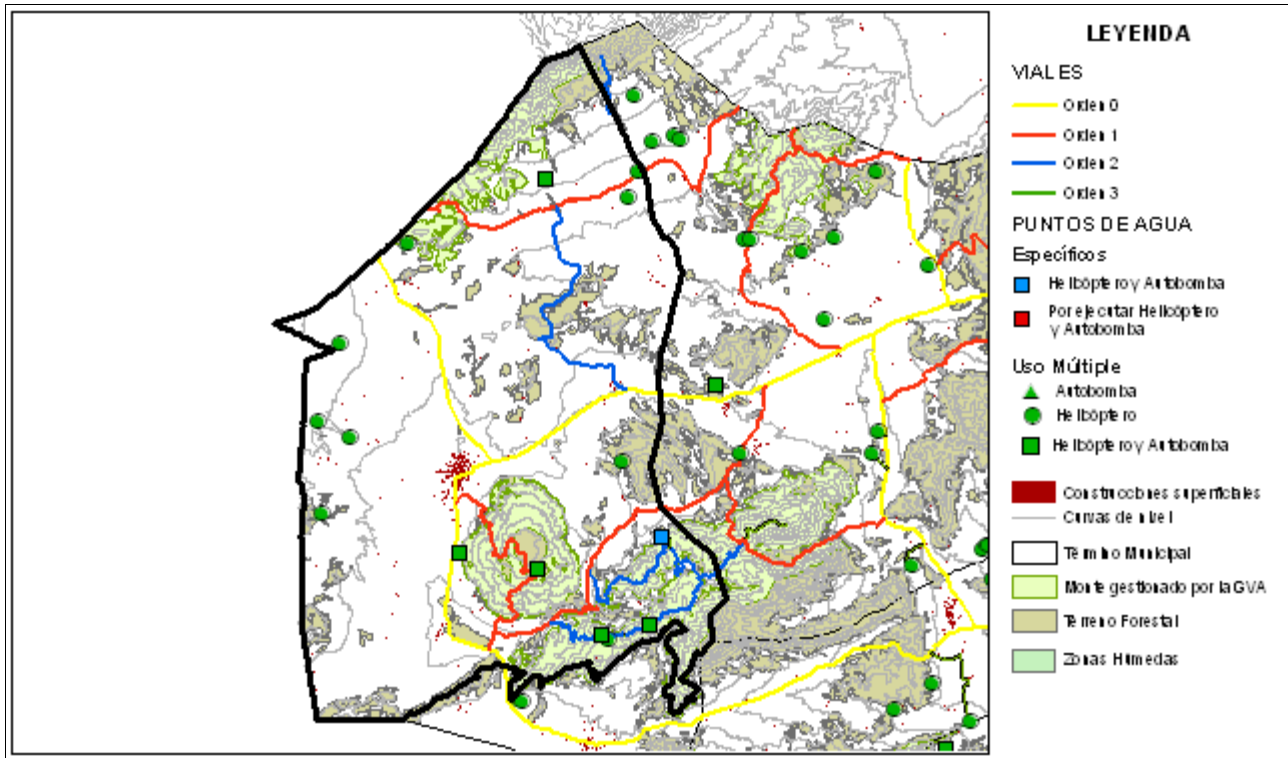 LEYENDA
VIALES
Orden 0
Orden 1
Orden 2
Orden 3
PUNTOS DE AGUA
Específicos
Helicóptero y Autobomba
Por ejecutar Helicóptero
y Autobomba
Uso Múltiple
Autobomba
Helicóptero
Helicóptero y Autobomba
Construcciones superficiales
Curvas de nivel
Término Municipal
Monte gestionado por la GVA
Terreno Forestal
Zonas Húmedas